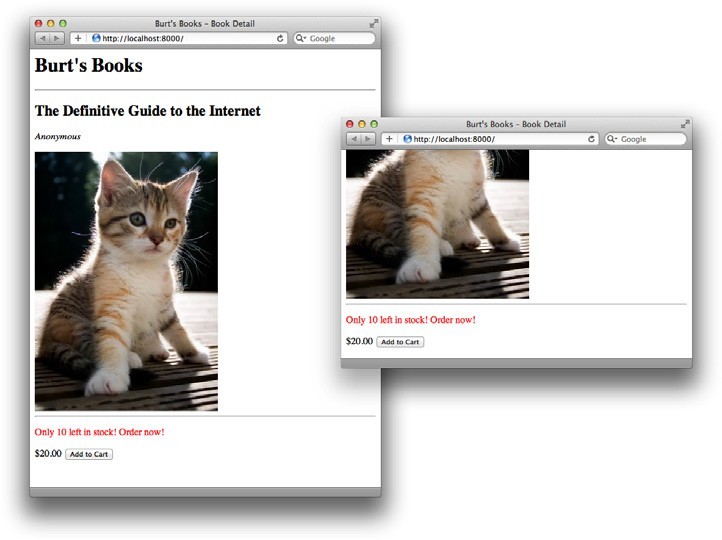 Burt's Books – Book Detail
http://localhost:8000/
Google
Burt's Books
The Definitive Guide to the Internet
Anonymous
Only 10 left in stock! Order now!
$20.00 Add to Cart
Burt's Books – Book Detail
http://localhost:8000/
Google
Only 10 left in stock! Order now!
$20.00 Add to Cart